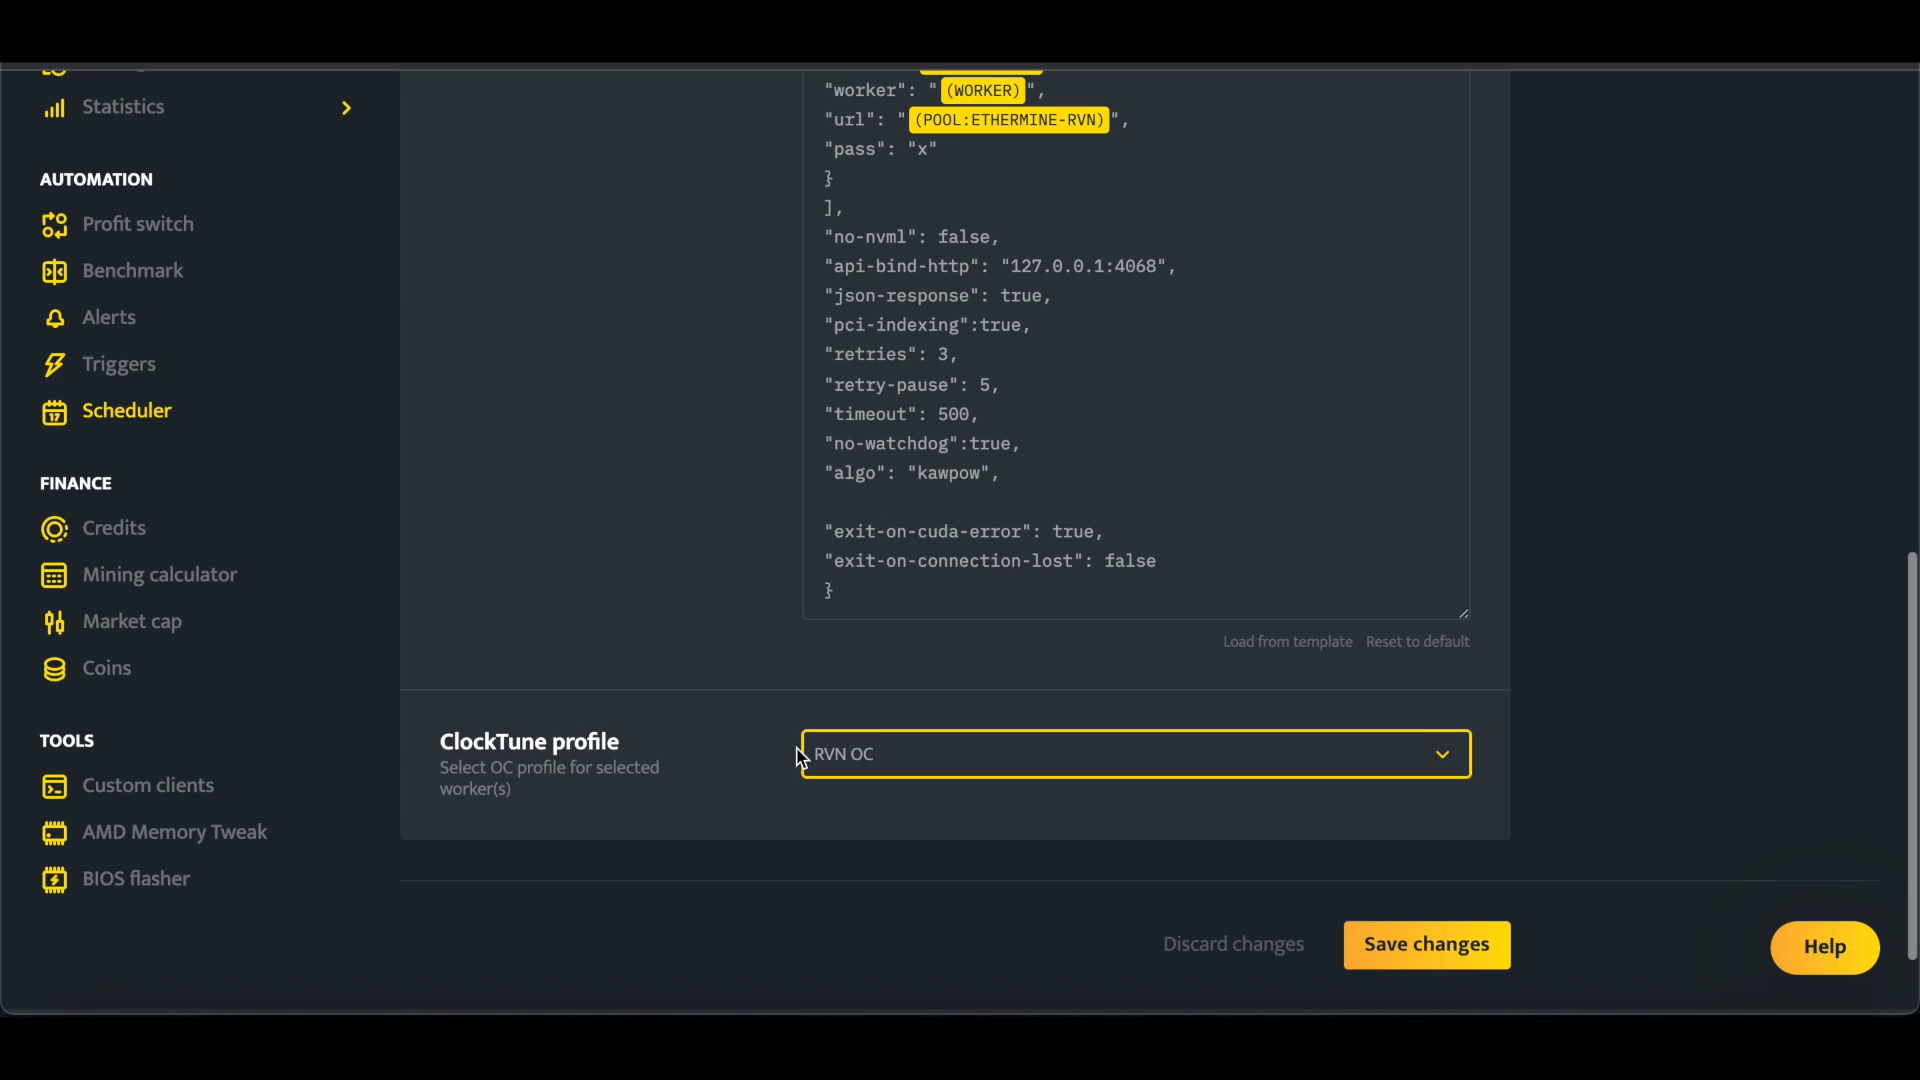 Statistics
AUTOMATION
Profit switch
Benchmark
Alerts
Triggers
17
Scheduler
FINANCE
Credits
Mining calculator
Market cap
Coins
TOOLS
Custom clients
AMD Memory Tweak
BIOS flasher
"worker": "(WORKER)",
"url": "(POOL:ETHERMINE-RVN)",
"pass": "x"
}
],
"no-nvml": false,
"api-bind-http": "127.0.0.1:4068",
"json-response": true,
"pci-indexing":true,
"retries": 3,
"retry-pause": 5,
"timeout": 500,
"no-watchdog":true,
"algo": "kawpow",
"exit-on-cuda-error": true,
"exit-on-connection-lost": false
}
Load from template Reset to default
ClockTune profile
Select OC profile for selected
worker(s)
RVN OC
Discard changes
Save changes
Help